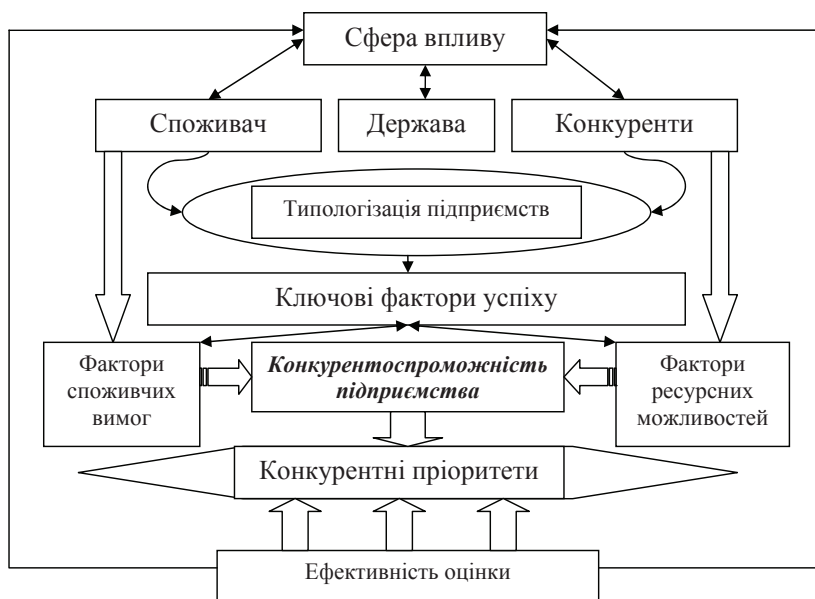 Сфера впливу
Споживач
Держава
Конкуренти
Типологізація підприємств
Ключові фактори успіху
Фактори
споживчих
вимог
Конкурентоспроможність
підприємства
Фактори
ресурсних
можливостей
Конкурентні пріоритети
Ефективність оцінки